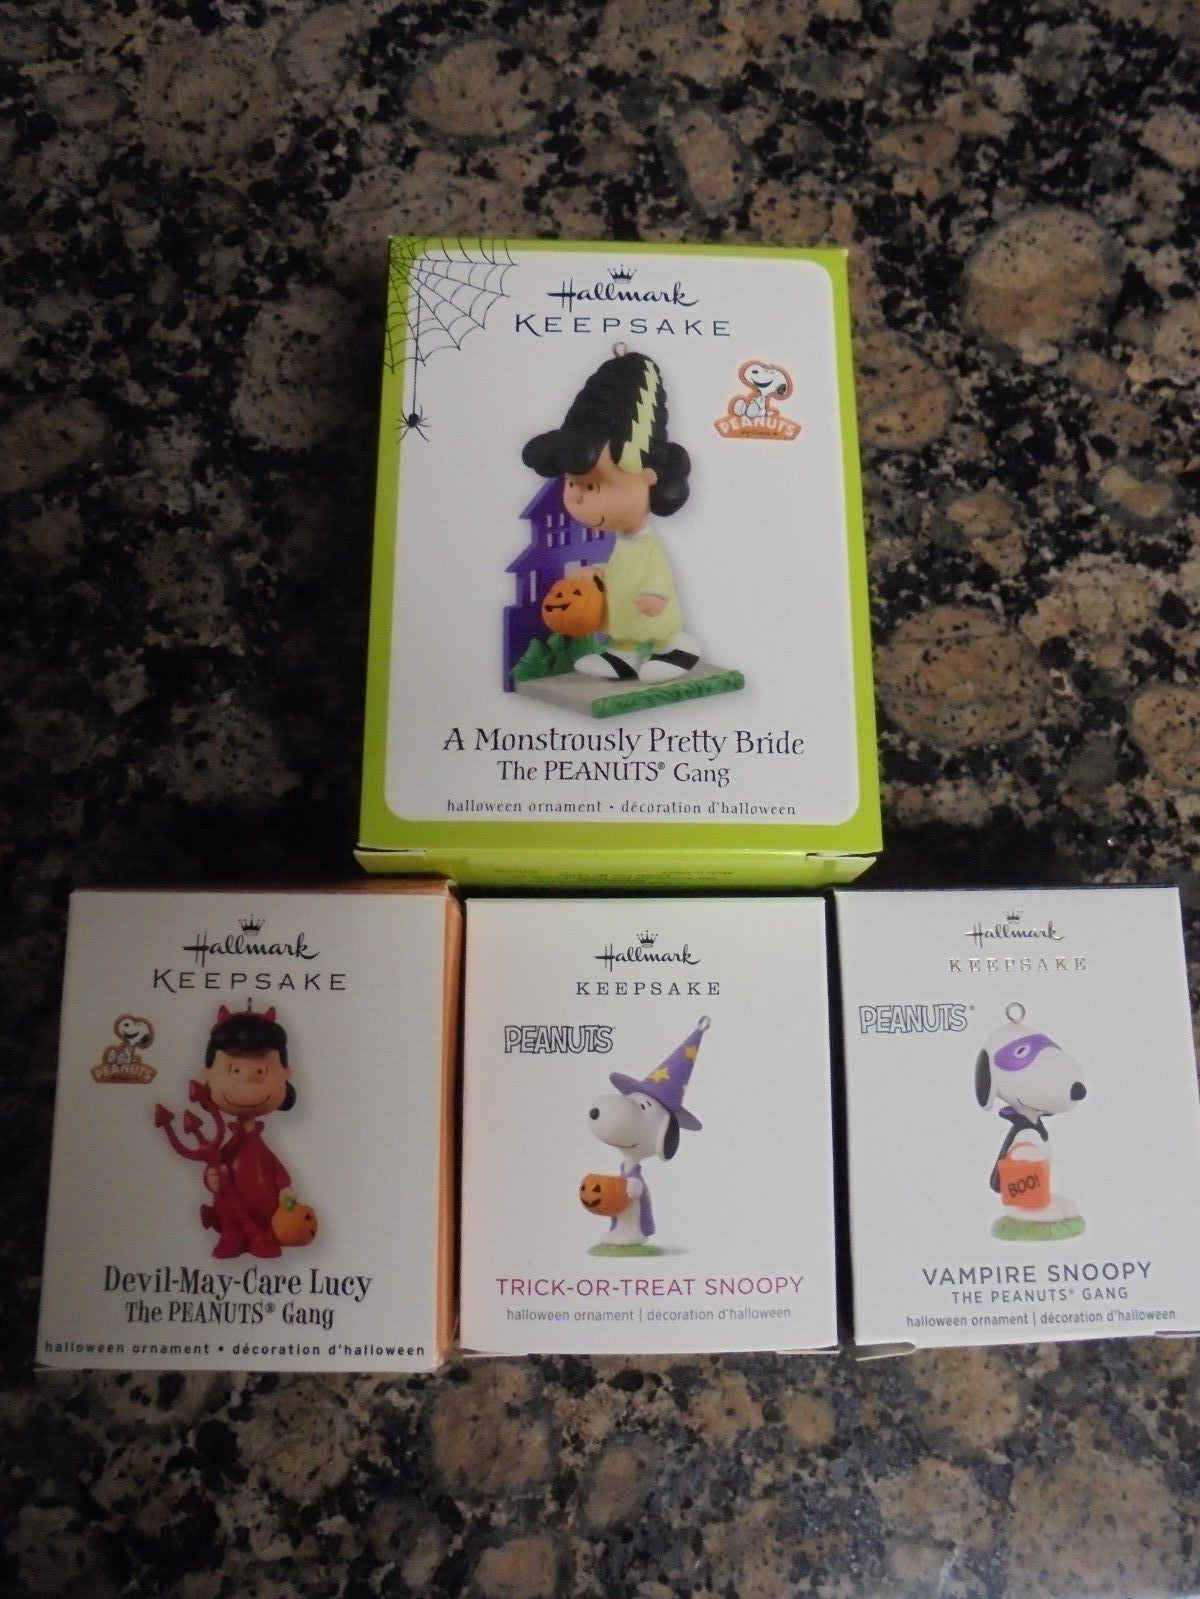 Hallmark
KEEPSAKE
PEANUTS
A Monstrously Pretty Bride
The PEANUTS® Gang
halloween ornament • décoration d'halloween
Hallmark
KEEPSAKE
PEANUTS
Devil-May-Care Lucy
The PEANUTS® Gang
halloween ornament • décoration d'halloween
Hallmark
KEEPSAKE
PEANUTS
TRICK-OR-TREAT SNOOPY
halloween ornament | décoration d'halloween
Hallmark
KEEPSAKE
PEANUTS®
BOO!
VAMPIRE SNOOPY
THE PEANUTS® GANG
halloween ornament | décoration d'halloween